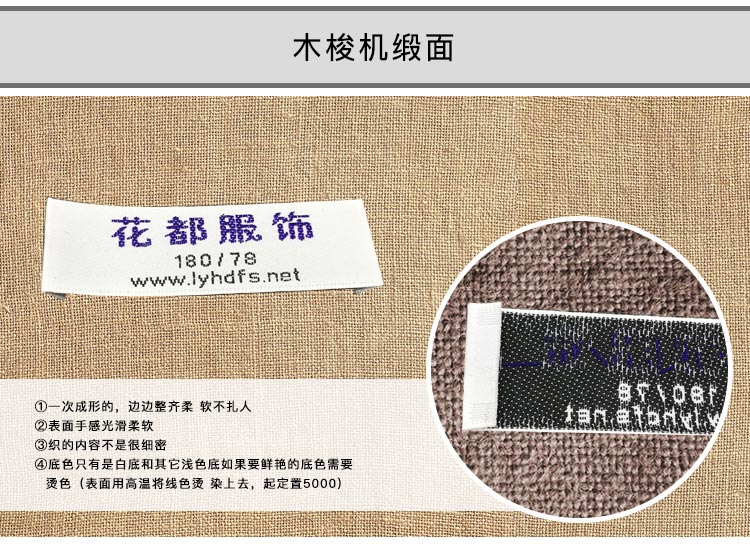 木梭机缎面
花都服饰
180/78
www.lyhdfs.net
180/78
①一次成形的，边边整齐柔 软不扎人
②表面手感光滑柔软
③织的内容不是很细密
④底色只有是白底和其它浅色底如果要鲜艳的底色需要
烫色（表面用高温将线色烫 染上去，起定置5000）